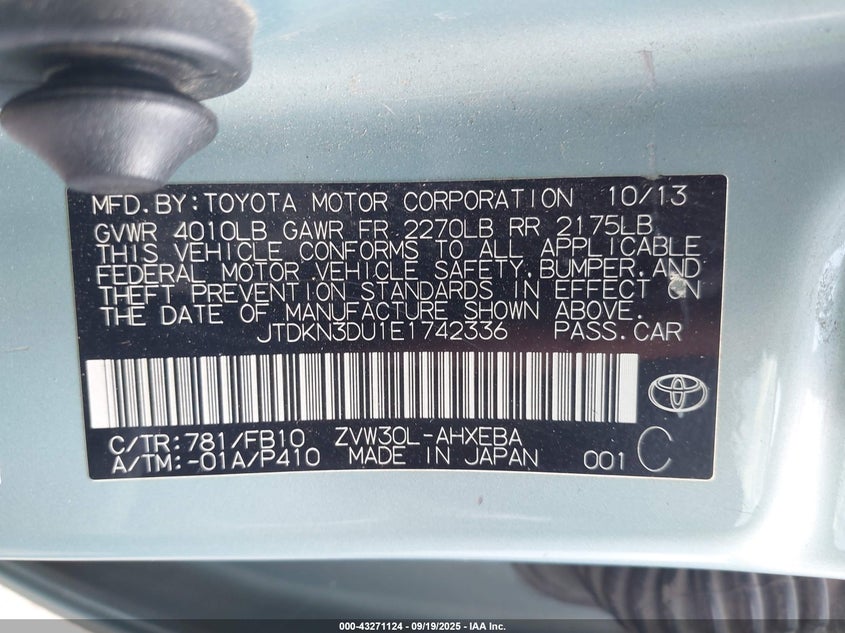 MFD. BY: TOYOTA MOTOR CORPORATION 10/13
GVWR 4010LB GAWR FR 2270LB RR 2175LB
THIS VEHICLE CONFORMS TO ALL APPLICABLE
FEDERAL MOTOR VEHICLE SAFETY, BUMPER, AND
THEFT PREVENTION STANDARDS IN EFFECT ON
THE DATE OF MANUFACTURE SHOWN ABOVE.
JTDKN3DU1E1742336 PASS. CAR
C/TR: 781/FB10 ZVW30L-AHXEBA
A/TM: -01A/P410 MADE IN JAPAN 001 C
000-43271124 - 09/19/2025 - IAA Inc.